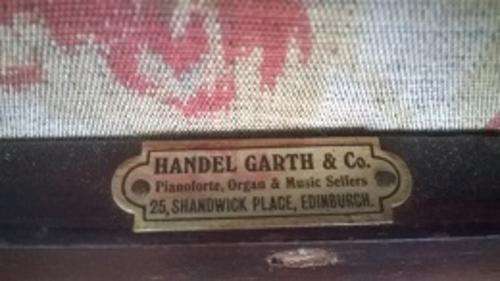 HANDEL GARTH & Co.
Pianoforte, Organ & Music Sellers
25, SHANDWICK PLACE, EDINBURGH.